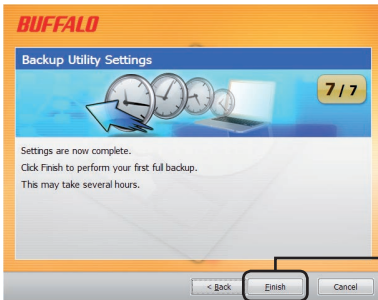 BUFFALO
Backup Utility Settings
7 / 7
Settings are now complete.
Click Finish to perform your first full backup.
This may take several hours.
< Back
Finish
Cancel